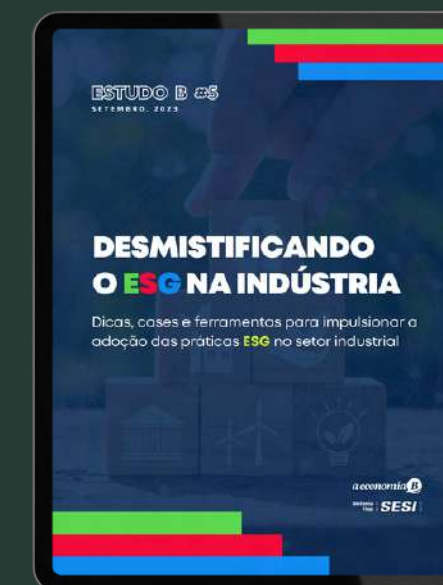 ESTUDO B #5
SETEMBRO, 2023
DESMISTIFICANDO
O ESG NA INDÚSTRIA
Dicas, cases e ferramentas para impulsionar a
adoção das práticas ESG no setor industrial
a economia B
SESI